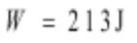 W = 213J